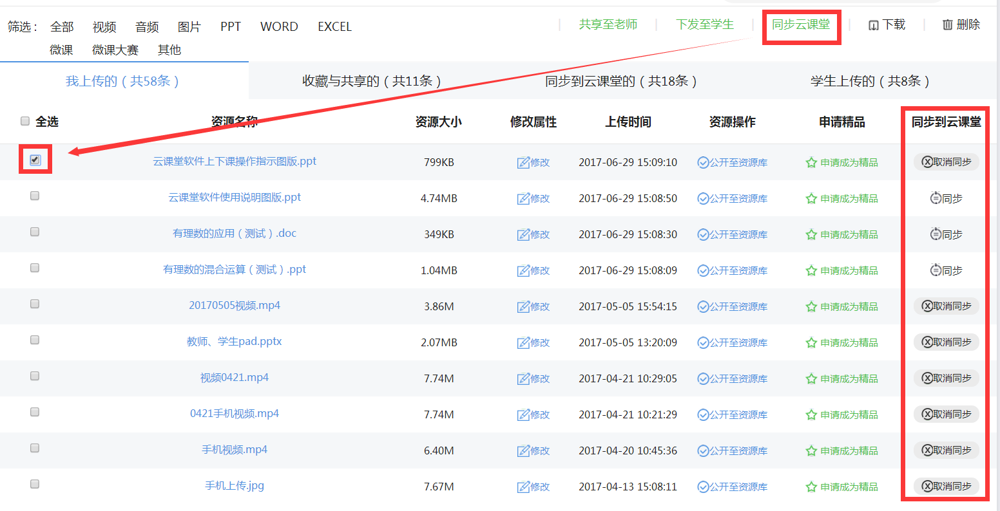 筛选： 全部 视频 音频 图片 PPT WORD EXCEL 共享至老师 下发至学生 同步云课堂 下载 删除
微课 微课大赛 其他
我上传的（共58条） 收藏与共享的（共11条） 同步到云课堂的（共18条） 学生上传的（共8条）
全选 资源名称 资源大小 修改属性 上传时间 资源操作 申请精品 同步到云课堂
云课堂软件上下课操作指示图版.ppt 799KB 修改 2017-06-29 15:09:10 公开至资源库 申请成为精品 取消同步
云课堂软件使用说明图版.ppt 4.74MB 修改 2017-06-29 15:08:50 公开至资源库 申请成为精品 同步
有理数的应用（测试）.doc 349KB 修改 2017-06-29 15:08:30 公开至资源库 申请成为精品 同步
有理数的混合运算（测试）.ppt 1.04MB 修改 2017-06-29 15:08:09 公开至资源库 申请成为精品 同步
20170505视频.mp4 3.86M 修改 2017-05-05 15:54:15 公开至资源库 申请成为精品 取消同步
教师、学生pad.pptx 2.07MB 修改 2017-05-05 13:20:09 公开至资源库 申请成为精品 取消同步
视频0421.mp4 7.74M 修改 2017-04-21 10:29:05 公开至资源库 申请成为精品 取消同步
0421手机视频.mp4 7.74M 修改 2017-04-21 10:21:29 公开至资源库 申请成为精品 取消同步
手机视频.mp4 6.40M 修改 2017-04-20 10:45:36 公开至资源库 申请成为精品 取消同步
手机上传.jpg 7.67M 修改 2017-04-13 15:08:11 公开至资源库 申请成为精品 取消同步